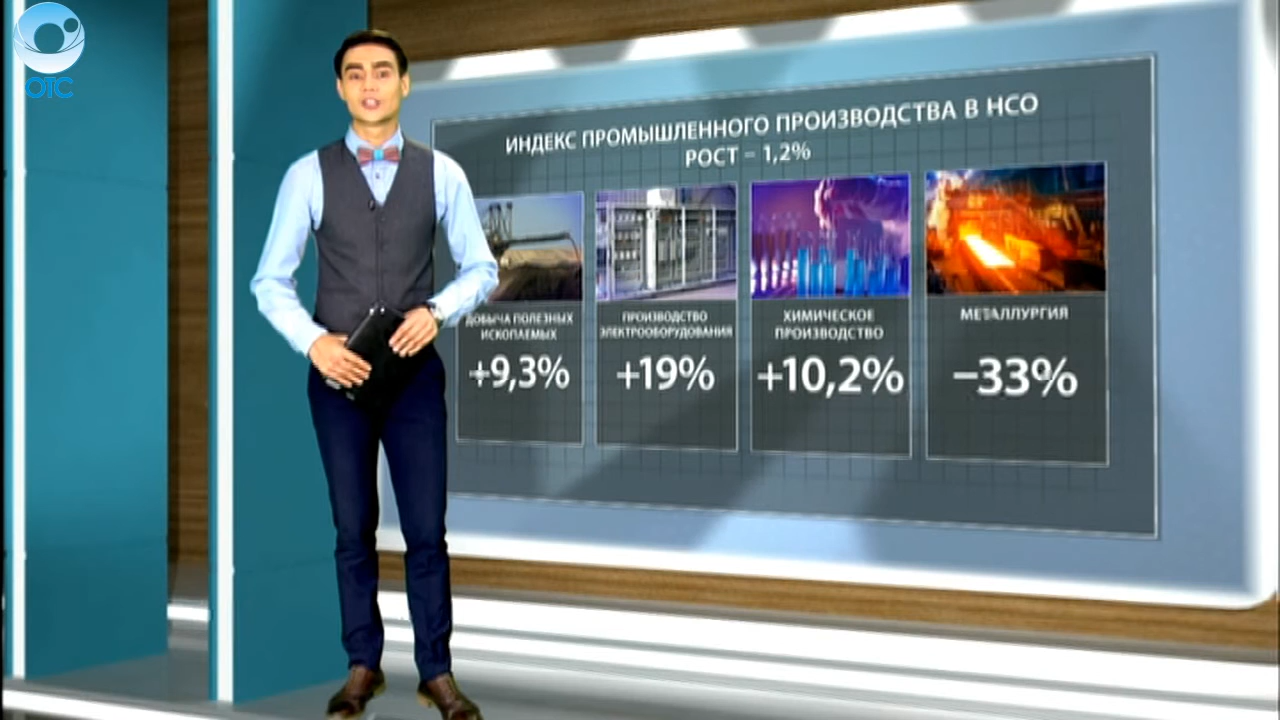 ОТС
ИНДЕКС ПРОМЫШЛЕННОГО ПРОИЗВОДСТВА В НСО
РОСТ – 1,2%
ДОБЫЧА ПОЛЕЗНЫХ
ИСКОПАЕМЫХ
+9,3%
ПРОИЗВОДСТВО
ЭЛЕКТРООБОРУДОВАНИЯ
+19%
ХИМИЧЕСКОЕ
ПРОИЗВОДСТВО
+10,2%
МЕТАЛЛУРГИЯ
–33%